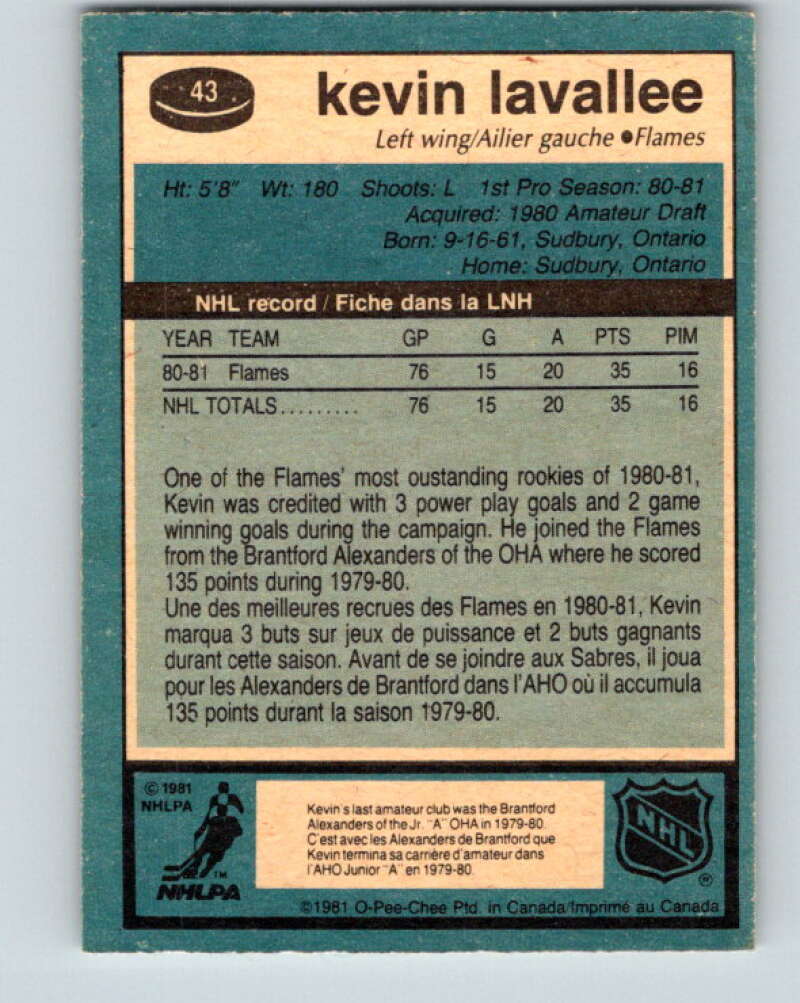 43
kevin lavallee
Left wing/Ailier gauche ●Flames
Ht: 5'8" Wt: 180 Shoots: L 1st Pro Season: 80-81
Acquired: 1980 Amateur Draft
Born: 9-16-61, Sudbury, Ontario
Home: Sudbury, Ontario
NHL record / Fiche dans la LNH
YEAR TEAM GP G A PTS PIM
80-81 Flames 76 15 20 35 16
NHL TOTALS......... 76 15 20 35 16
One of the Flames' most oustanding rookies of 1980-81,
Kevin was credited with 3 power play goals and 2 game
winning goals during the campaign. He joined the Flames
from the Brantford Alexanders of the OHA where he scored
135 points during 1979-80.
Une des meilleures recrues des Flames en 1980-81, Kevin
marqua 3 buts sur jeux de puissance et 2 buts gagnants
durant cette saison. Avant de se joindre aux Sabres, il joua
pour les Alexanders de Brantford dans l'AHO où il accumula
135 points durant la saison 1979-80.
© 1981
NHLPA
TM
NHLPA
Kevin's last amateur club was the Brantford
Alexanders of the Jr. "A" OHA in 1979-80.
C'est avec les Alexanders de Brantford que
Kevin termina sa carrière d'amateur dans
l'AHO Junior "A" en 1979-80.
NHL
®
©1981 O-Pee-Chee Ptd. in Canada/Imprimé au Canada